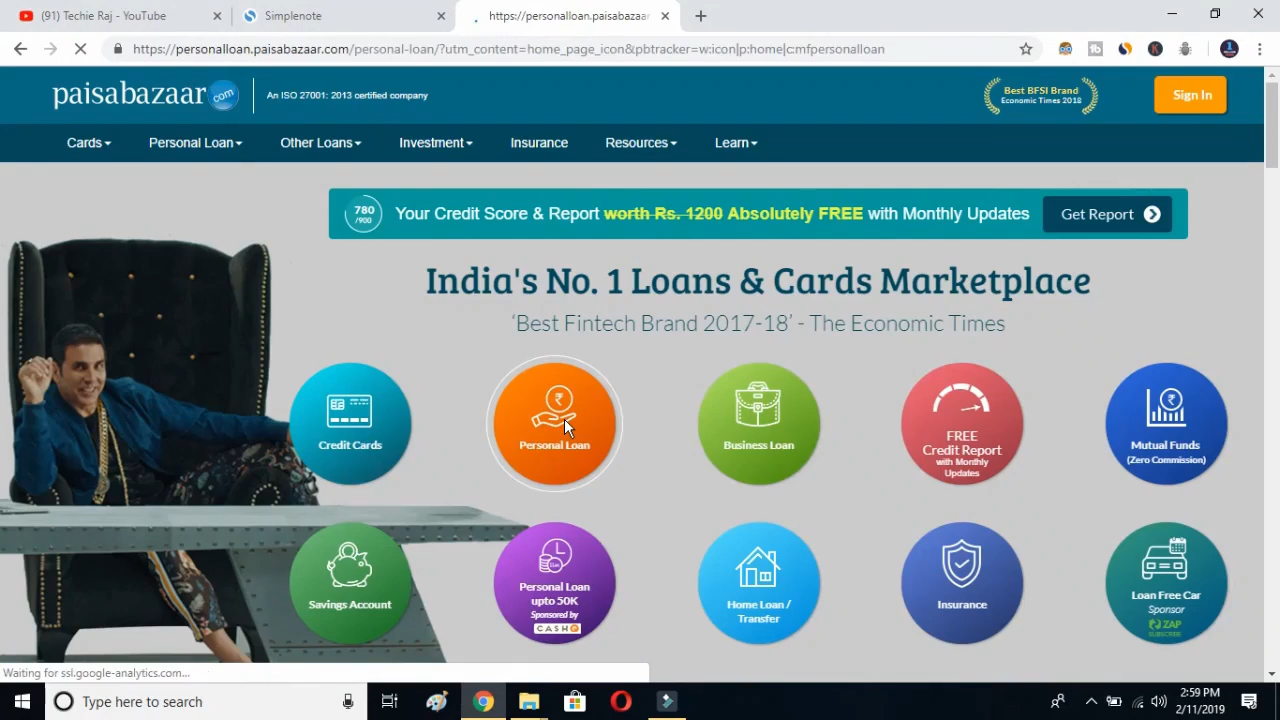 (91) Techie Raj - YouTube
Simplenote
https://personalloan.paisabazaar
https://personalloan.paisabazaar.com/personal-loan/?utm_content=home_page_icon&pbtracker=w:icon|p:home|c:mfpersonalloan
paisabazaar.com
An ISO 27001: 2013 certified company
Best BFSI Brand
Economic Times 2018
Sign In
Cards
Personal Loan
Other Loans
Investment
Insurance
Resources
Learn
780
/900
Your Credit Score & Report worth Rs. 1200 Absolutely FREE with Monthly Updates
Get Report
India's No. 1 Loans & Cards Marketplace
'Best Fintech Brand 2017-18' - The Economic Times
Credit Cards
Personal Loan
Business Loan
FREE
Credit Report
with Monthly
Updates
Mutual Funds
(Zero Commission)
Savings Account
Personal Loan
upto 50K
Sponsored by
CASHe
Home Loan /
Transfer
Insurance
Loan Free Car
Sponsor
ZAP
SUBSCRIBE
Waiting for ssl.google-analytics.com...
Type here to search
2:59 PM
2/11/2019